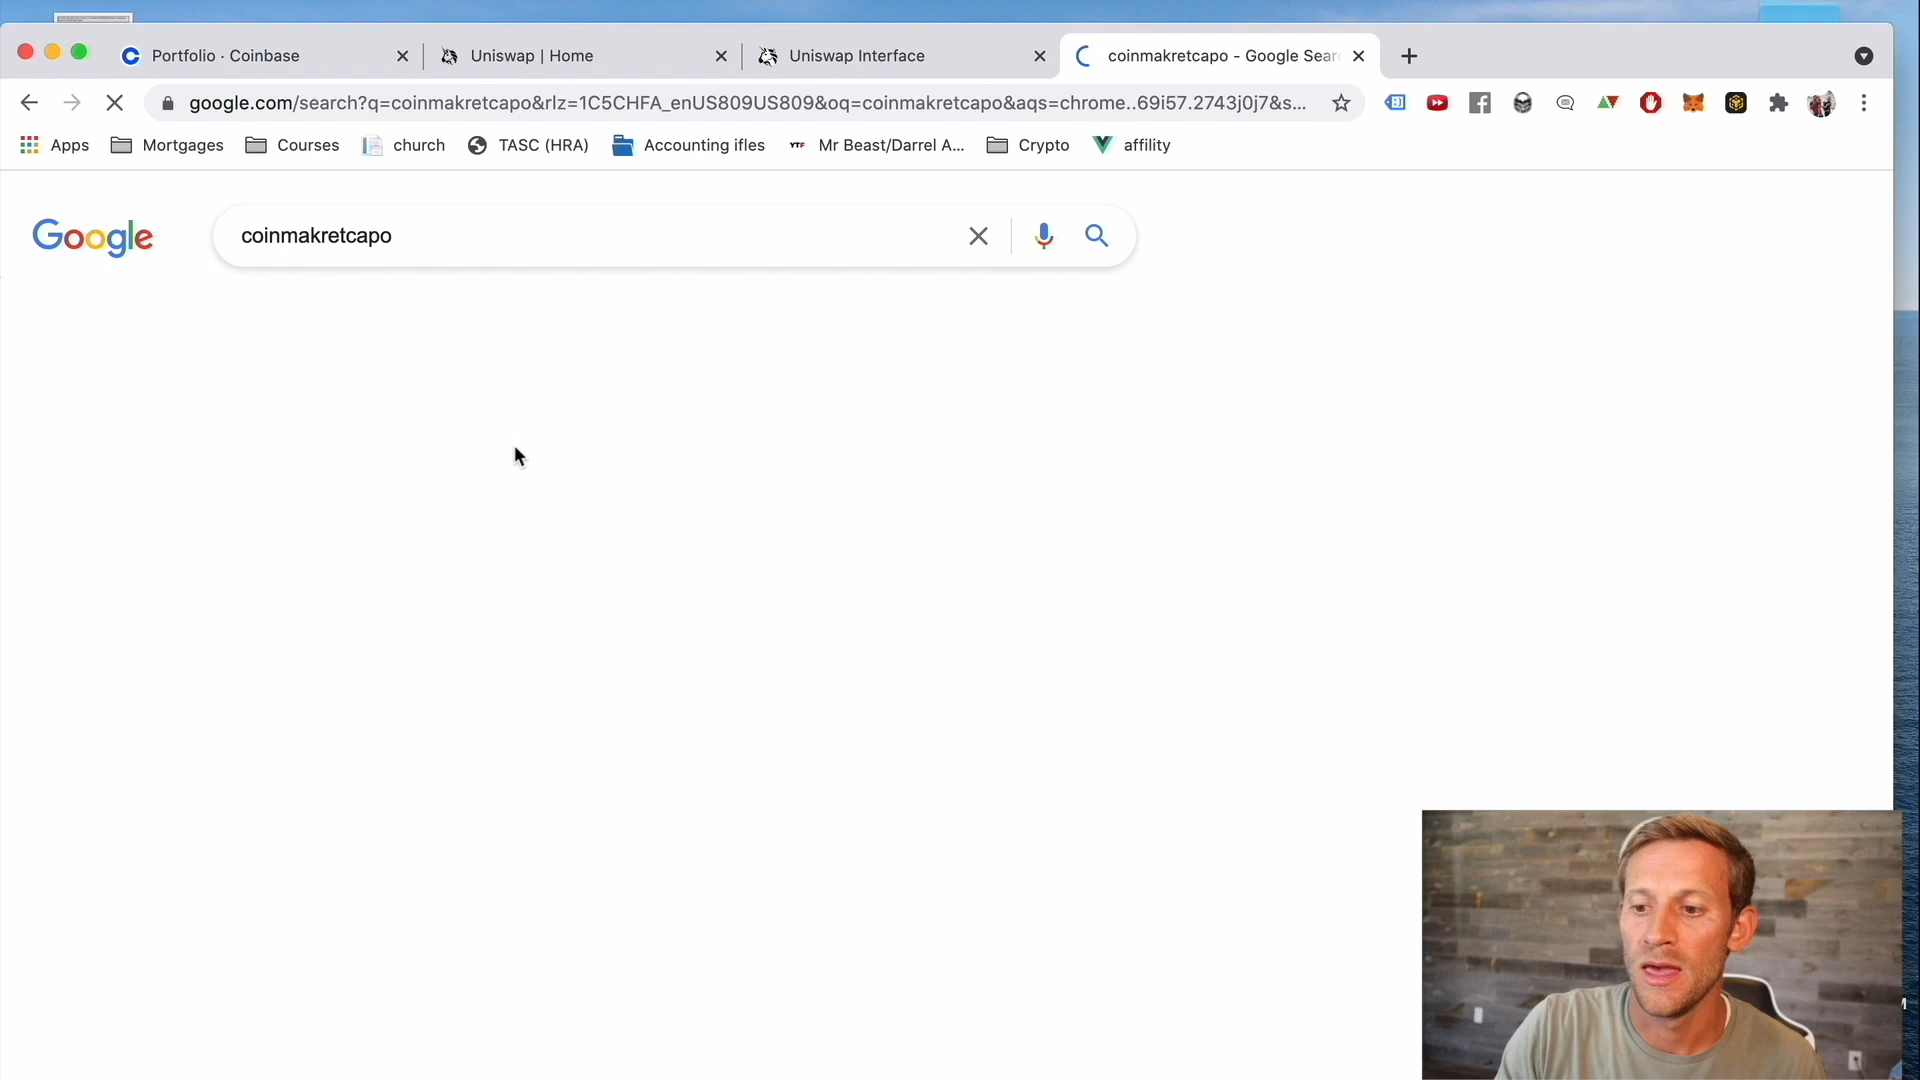 Portfolio · Coinbase
Uniswap | Home
Uniswap Interface
coinmakretcapo - Google Sear
google.com/search?q=coinmakretcapo&rlz=1C5CHFA_enUS809US809&oq=coinmakretcapo&aqs=chrome..69i57.2743j0j7&s...
Apps
Mortgages
Courses
church
TASC (HRA)
YTF
Mr Beast/Darrel A...
Accounting ifles
Crypto
affility
Google
coinmakretcapo